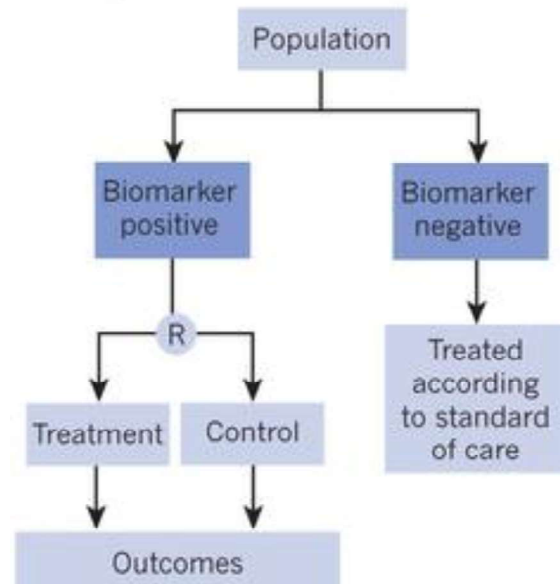 Population
Biomarker
positive
Biomarker
negative
R
Treatment
Control
Treated
according
to standard
of care
Outcomes